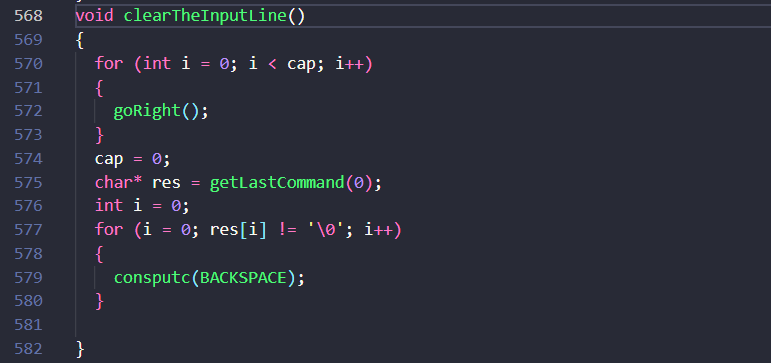 568 void clearTheInputLine()
569 {
570   for (int i = 0; i < cap; i++)
571   {
572     goRight();
573   }
574   cap = 0;
575   char* res = getLastCommand(0);
576   int i = 0;
577   for (i = 0; res[i] != '\0'; i++)
578   {
579     consputc(BACKSPACE);
580   }
581
582 }